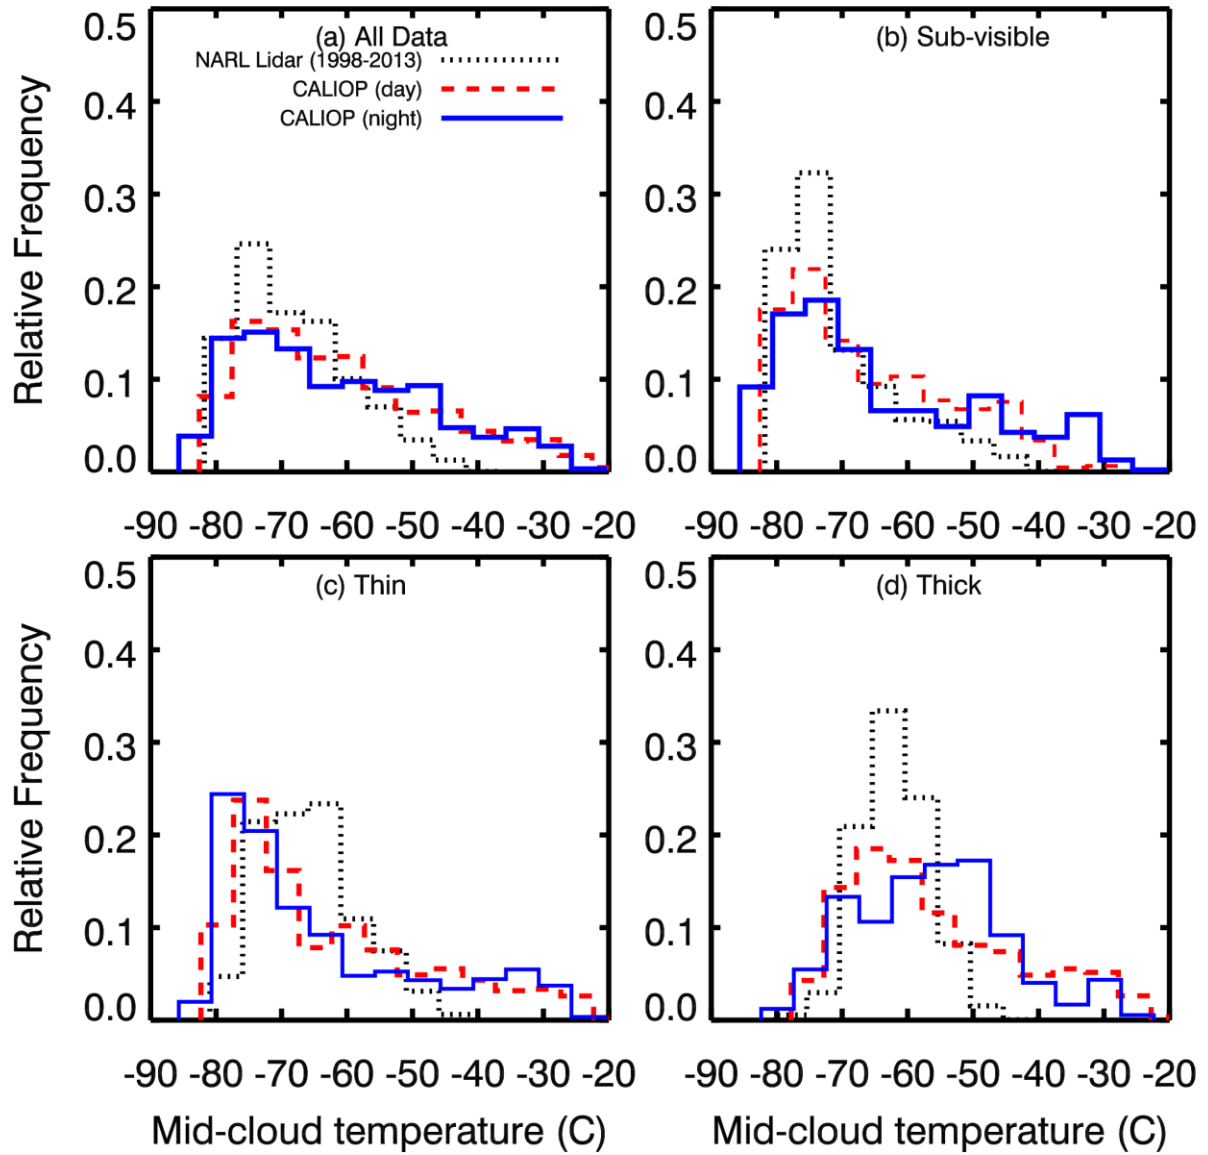 0.5
0.4
0.3
0.2
0.1
0.0
Relative Frequency
(a) All Data
NARL Lidar (1998-2013)
CALIOP (day)
CALIOP (night)
-90 -80 -70 -60 -50 -40 -30 -20
0.5
0.4
0.3
0.2
0.1
0.0
Relative Frequency
(b) Sub-visible
-90 -80 -70 -60 -50 -40 -30 -20
0.5
0.4
0.3
0.2
0.1
0.0
Relative Frequency
(c) Thin
-90 -80 -70 -60 -50 -40 -30 -20
Mid-cloud temperature (C)
0.5
0.4
0.3
0.2
0.1
0.0
Relative Frequency
(d) Thick
-90 -80 -70 -60 -50 -40 -30 -20
Mid-cloud temperature (C)